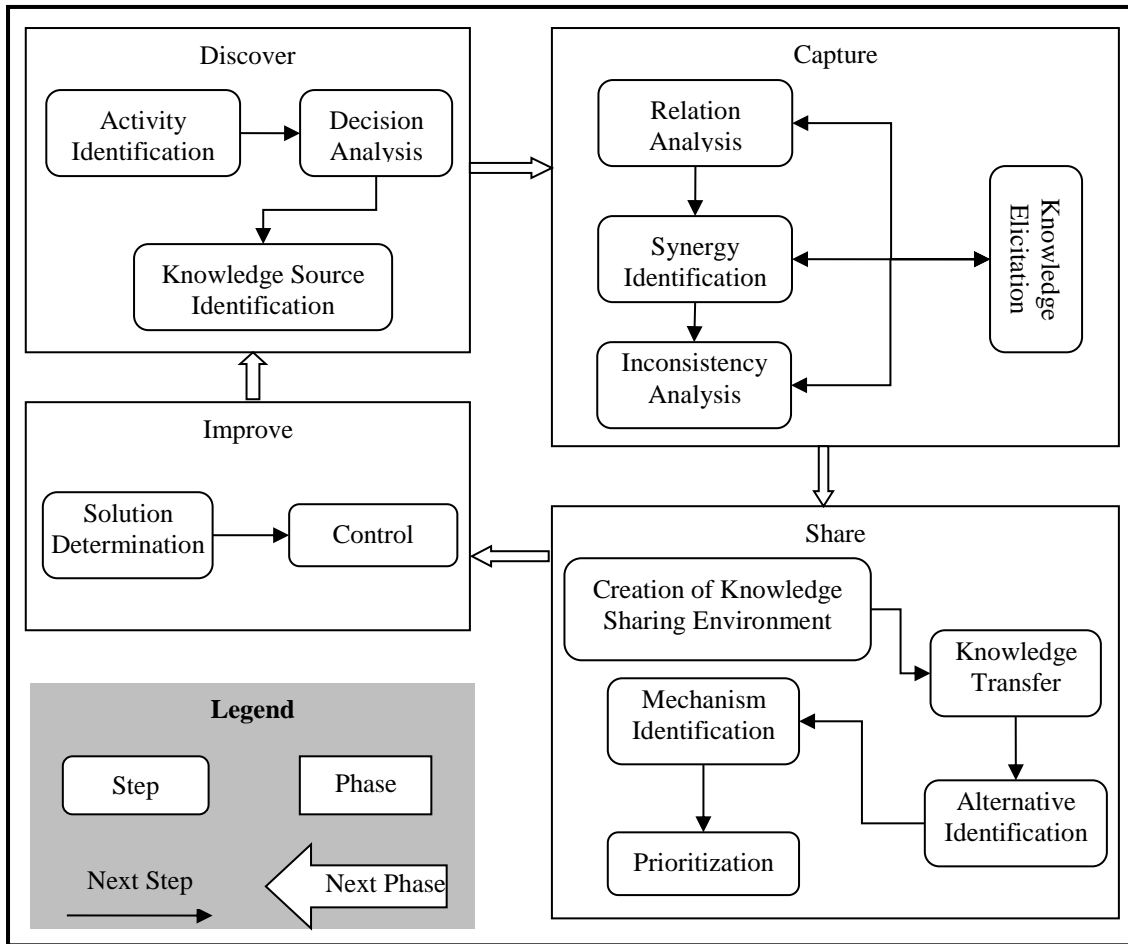 Discover
Activity
Identification
Decision
Analysis
Knowledge Source
Identification
Capture
Relation
Analysis
Synergy
Identification
Inconsistency
Analysis
Knowledge
Elicitation
Improve
Solution
Determination
Control
Share
Creation of Knowledge
Sharing Environment
Knowledge
Transfer
Mechanism
Identification
Alternative
Identification
Prioritization
Legend
Step
Phase
Next Step
Next Phase